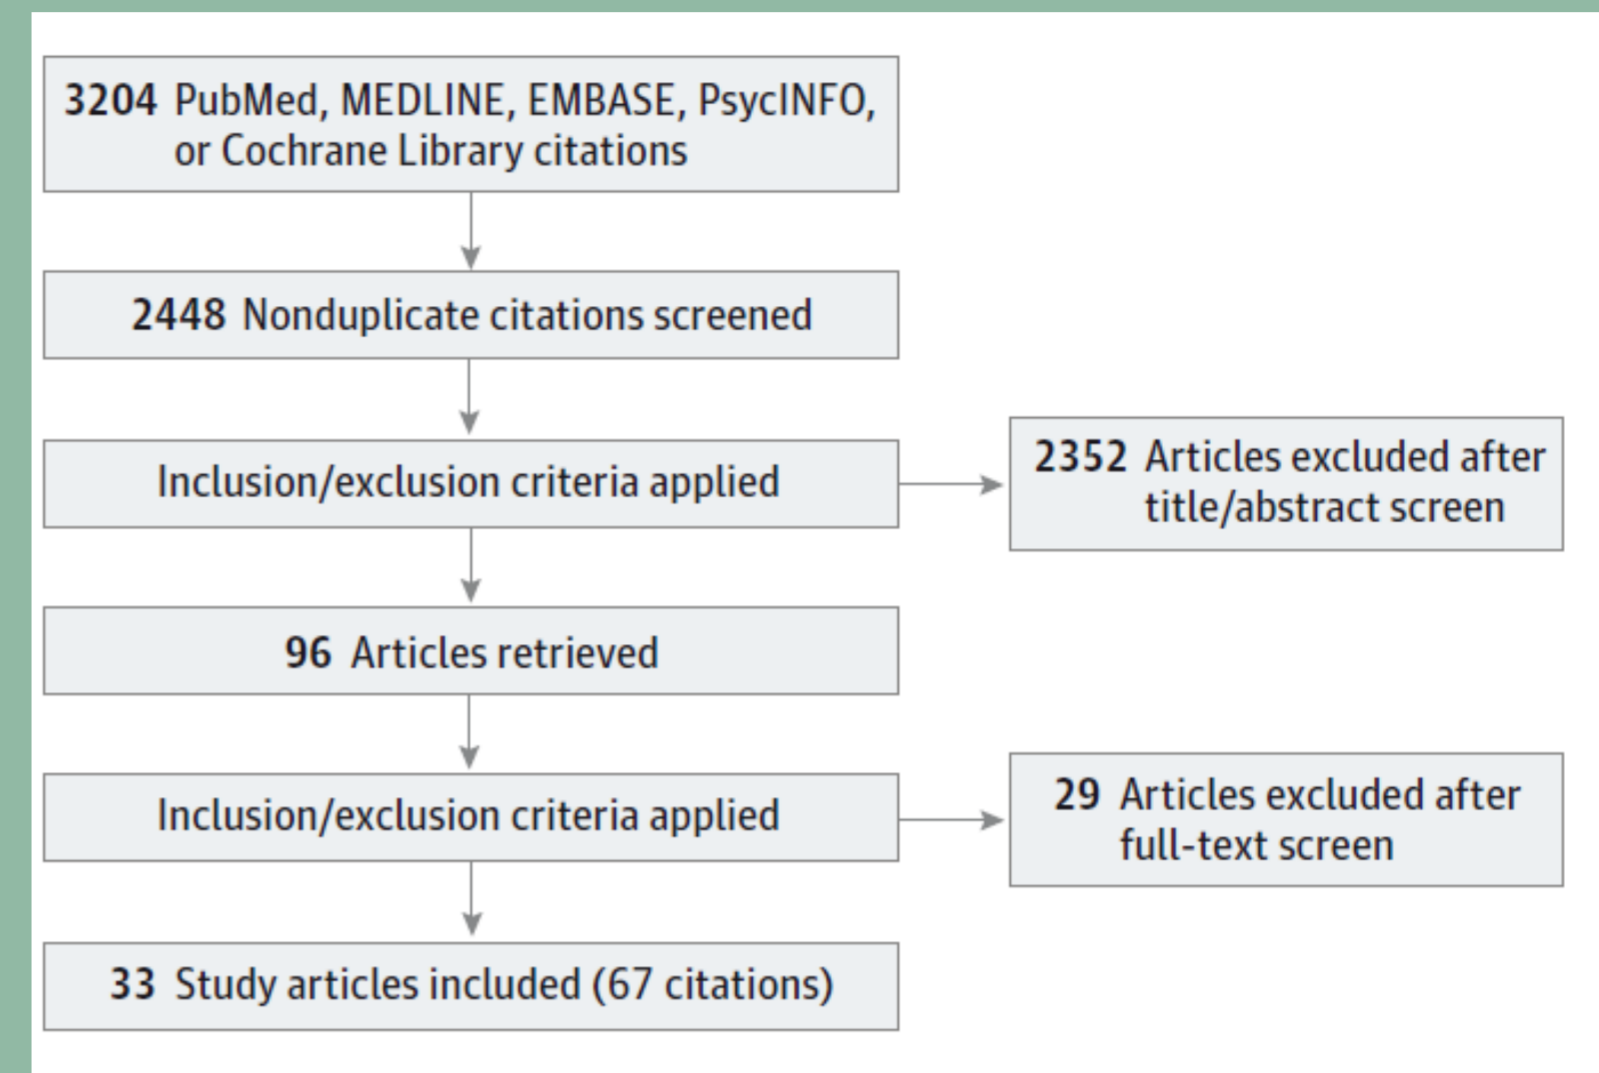 3204 PubMed, MEDLINE, EMBASE, PsycINFO,
or Cochrane Library citations
2448 Nonduplicate citations screened
Inclusion/exclusion criteria applied
2352 Articles excluded after
title/abstract screen
96 Articles retrieved
Inclusion/exclusion criteria applied
29 Articles excluded after
full-text screen
33 Study articles included (67 citations)